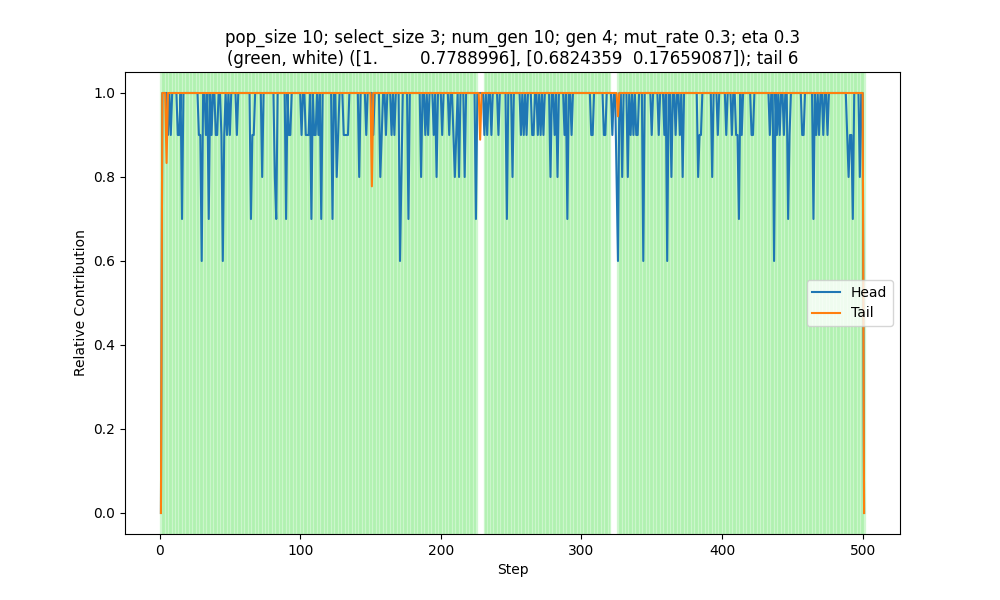 pop_size 10; select_size 3; num_gen 10; gen 4; mut_rate 0.3; eta 0.3
(green, white) ([1.        0.7788996], [0.6824359  0.17659087]); tail 6
1.0
0.8
0.6
0.4
0.2
0.0
Relative Contribution
Head
Tail
0
100
200
300
400
500
Step